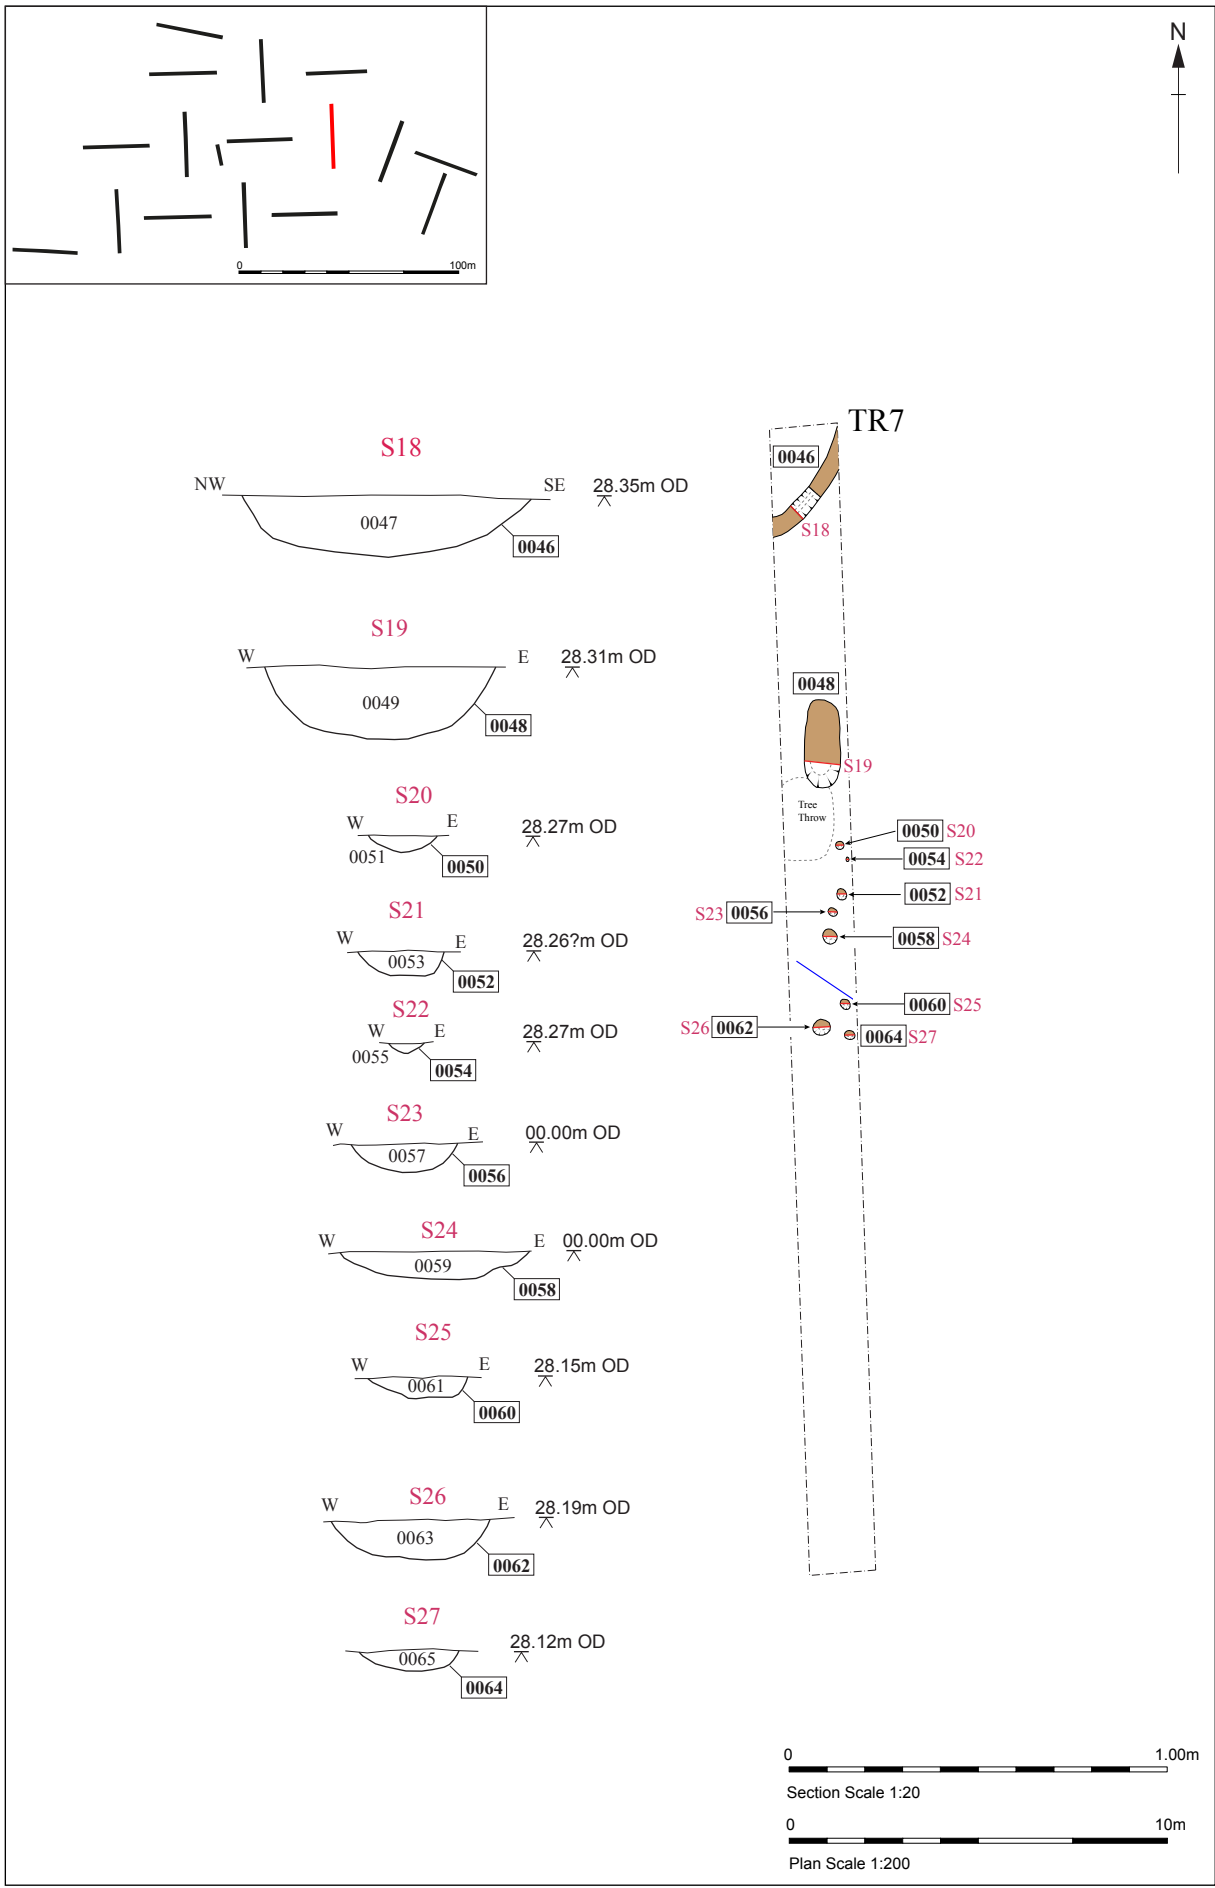 N
0 100m
TR7
0046
S18
S18
NW SE 28.35m OD
0047
0046
S19
W E 28.31m OD
0049
0048
0048
S19
Tree
Throw
S20
W E 28.27m OD
0051 0050
0050 S20
0054 S22
0052 S21
S23 0056
0058 S24
S21
W E 28.26?m OD
0053
0052
0060 S25
S26 0062
0064 S27
S22
W E 28.27m OD
0055
0054
S23
W E 00.00m OD
0057
0056
S24
W E 00.00m OD
0059
0058
S25
W E 28.15m OD
0061
0060
S26
W E 28.19m OD
0063
0062
S27
28.12m OD
0065
0064
0 1.00m
Section Scale 1:20
0 10m
Plan Scale 1:200